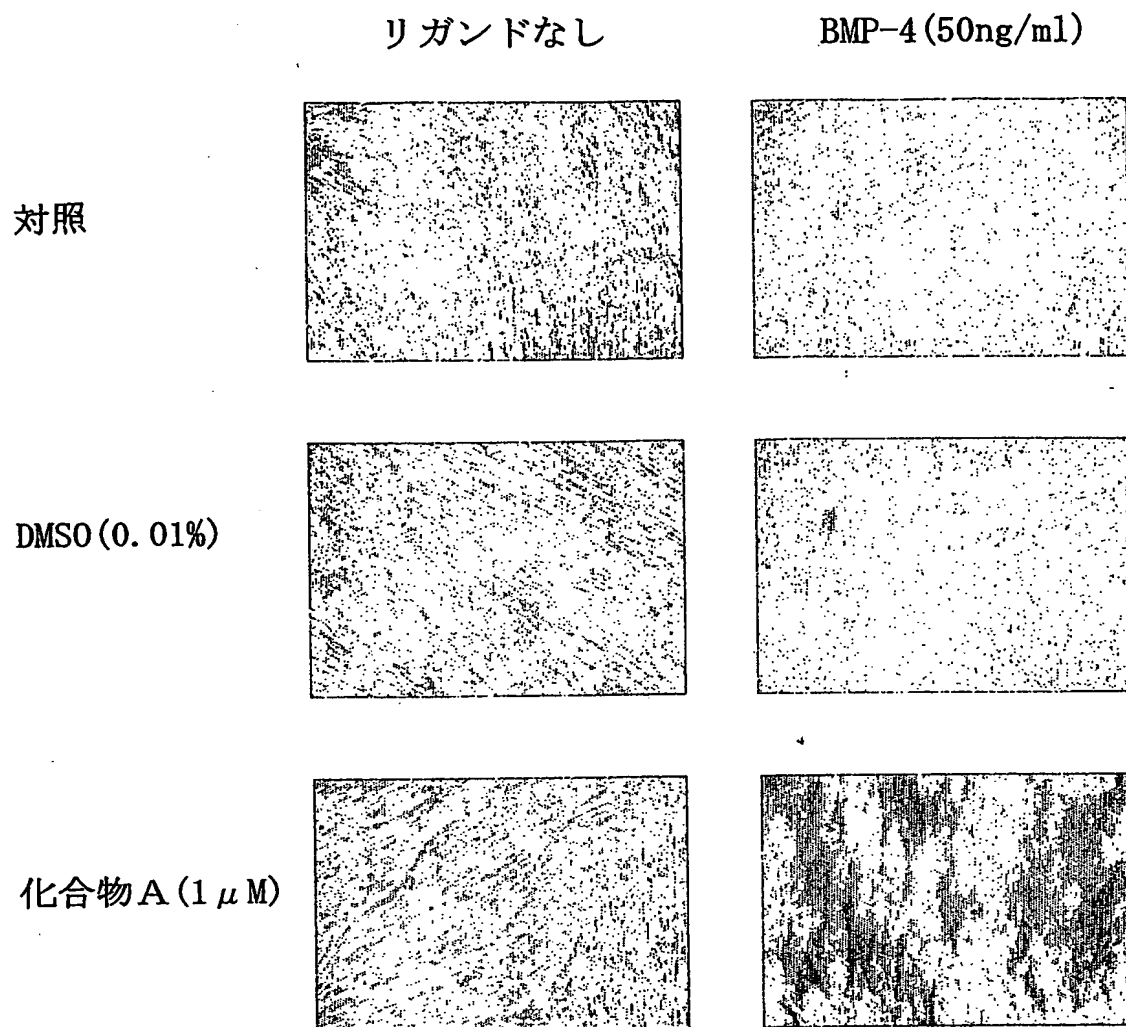 リガンドなし BMP-4(50ng/ml)
対照
DMSO(0.01%)
化合物A(1μM)